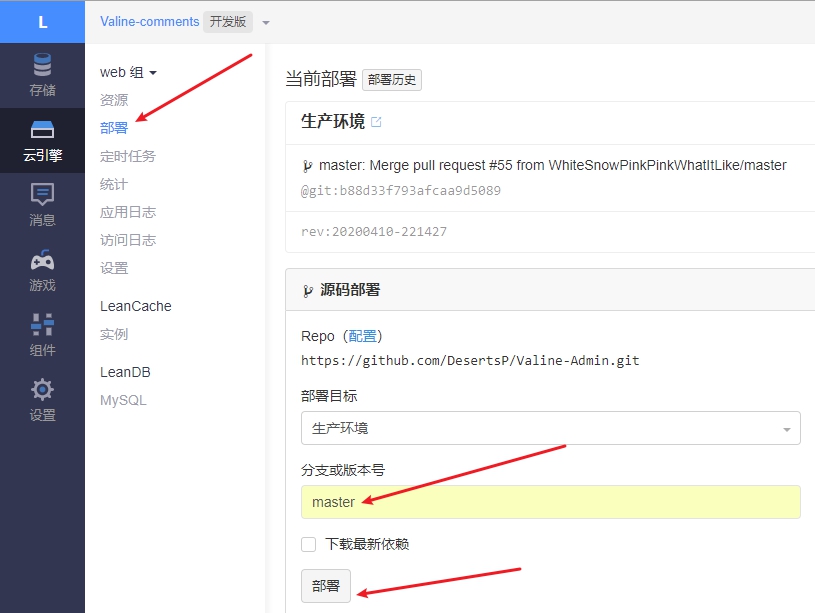 L
Valine-comments 开发版
存储
云引擎
消息
游戏
组件
设置
web 组
资源
部署
定时任务
统计
应用日志
访问日志
设置
LeanCache
实例
LeanDB
MySQL
当前部署 部署历史
生产环境
master: Merge pull request #55 from WhiteSnowPinkPinkWhatItLike/master
@git:b88d33f793afcaa9d5089
rev:20200410-221427
源码部署
Repo（配置）
https://github.com/DesertsP/Valine-Admin.git
部署目标
生产环境
分支或版本号
master
下载最新依赖
部署